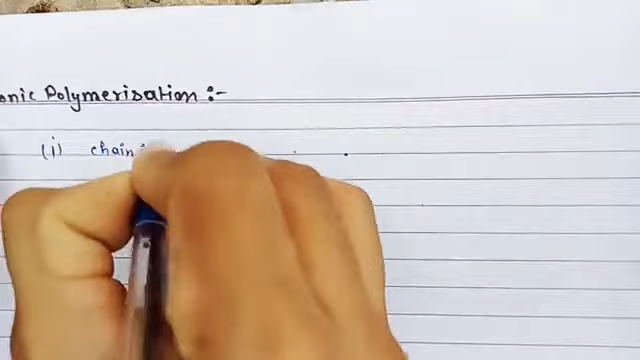 onic Polymerisation :-
(i) chain